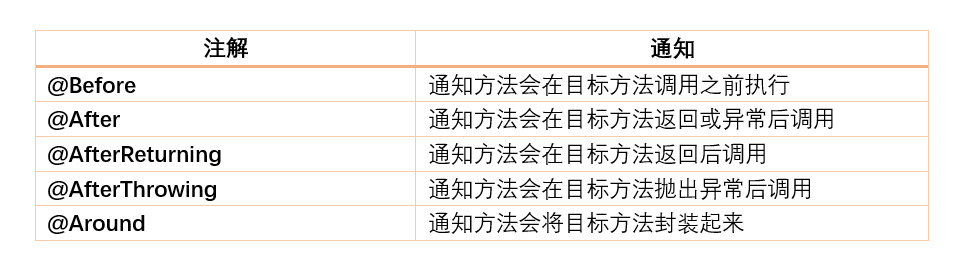 注解 通知
@Before 通知方法会在目标方法调用之前执行
@After 通知方法会在目标方法返回或异常后调用
@AfterReturning 通知方法会在目标方法返回后调用
@AfterThrowing 通知方法会在目标方法抛出异常后调用
@Around 通知方法会将目标方法封装起来